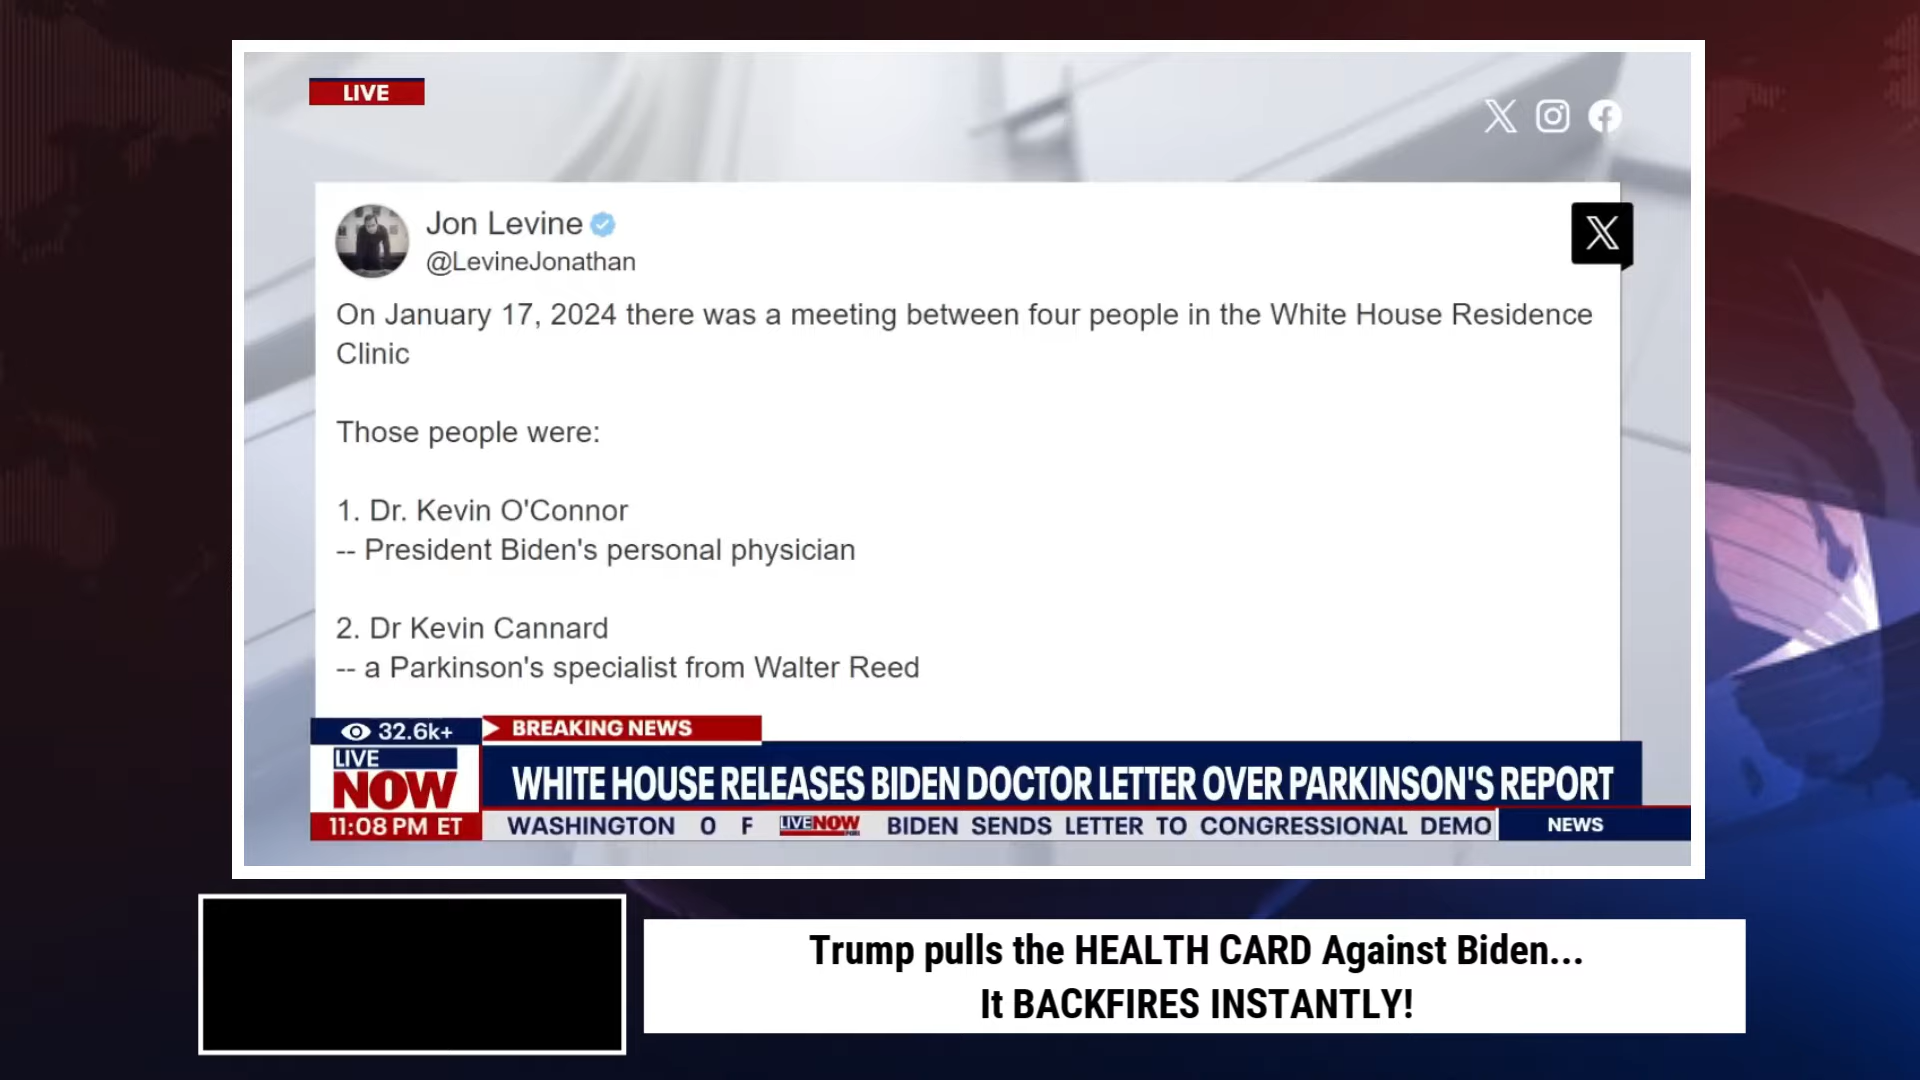 LIVE
Jon Levine
@LevineJonathan
On January 17, 2024 there was a meeting between four people in the White House Residence
Clinic
Those people were:
1. Dr. Kevin O'Connor
-- President Biden's personal physician
2. Dr Kevin Cannard
-- a Parkinson's specialist from Walter Reed
32.6k+
BREAKING NEWS
LIVE
NOW
WHITE HOUSE RELEASES BIDEN DOCTOR LETTER OVER PARKINSON'S REPORT
11:08 PM ET
WASHINGTON O F LIVENOW BIDEN SENDS LETTER TO CONGRESSIONAL DEMO
NEWS
Trump pulls the HEALTH CARD Against Biden...
It BACKFIRES INSTANTLY!